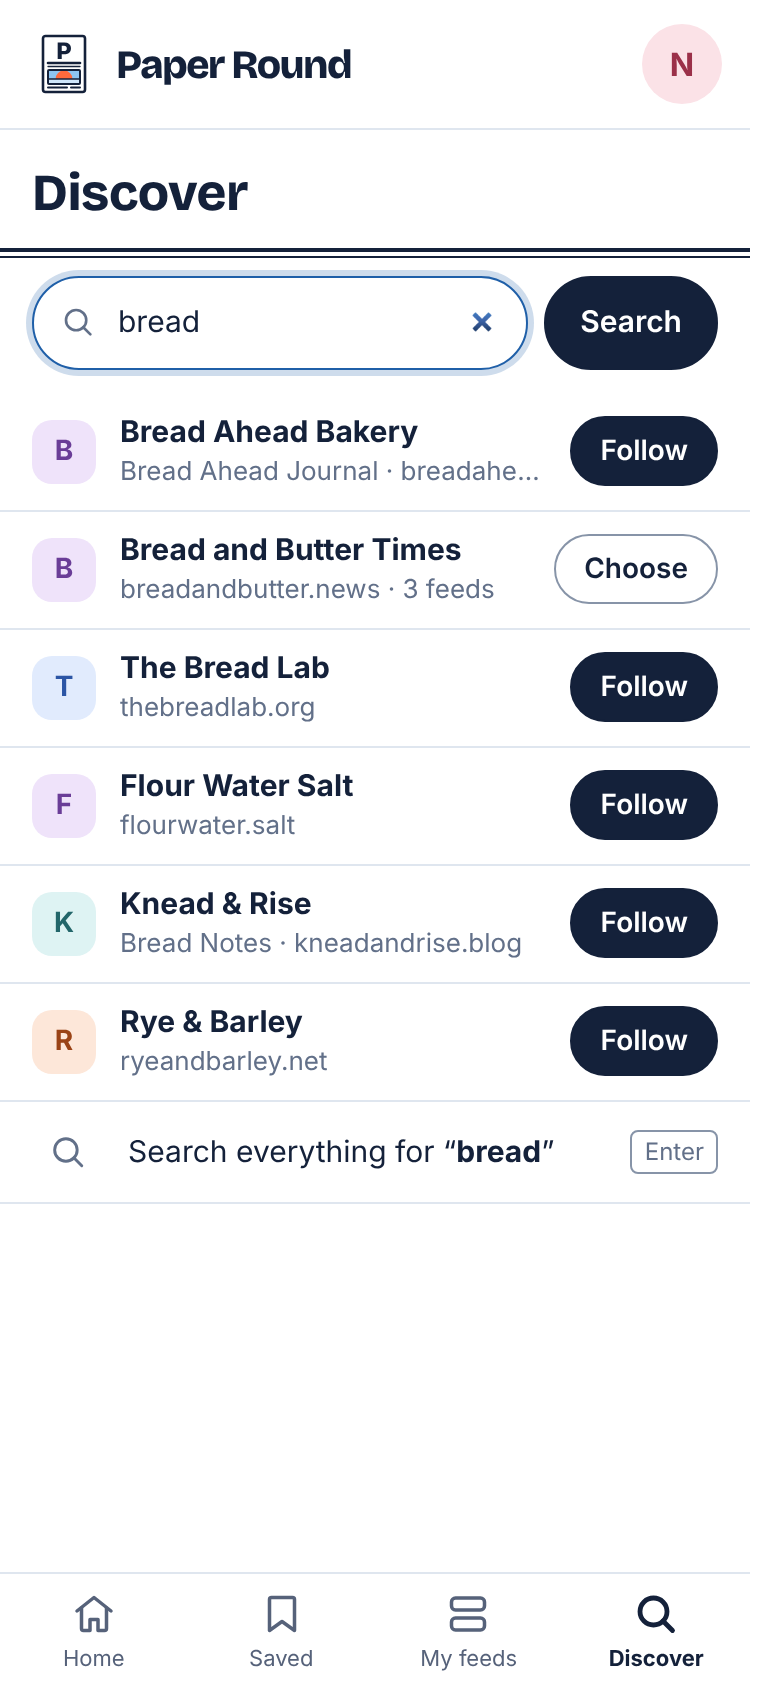 P
Paper Round
N
Discover
bread
Search
B
Bread Ahead Bakery
Bread Ahead Journal · breadahe...
Follow
B
Bread and Butter Times
breadandbutter.news · 3 feeds
Choose
T
The Bread Lab
thebreadlab.org
Follow
F
Flour Water Salt
flourwater.salt
Follow
K
Knead & Rise
Bread Notes · kneadandrise.blog
Follow
R
Rye & Barley
ryeandbarley.net
Follow
Search everything for “bread”
Enter
Home
Saved
My feeds
Discover